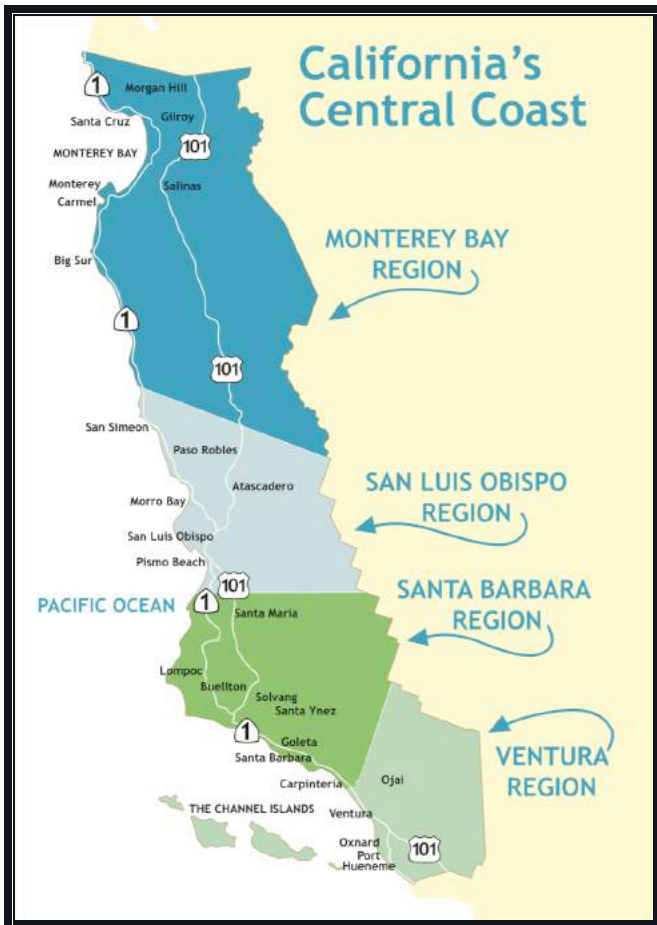 California's
Central Coast
1
Morgan Hill
Santa Cruz
Gilroy
101
MONTEREY BAY
Monterey
Salinas
Carmel
MONTEREY BAY
REGION
Big Sur
1
101
San Simeon
Paso Robles
Atascadero
SAN LUIS OBISPO
REGION
Morro Bay
San Luis Obispo
Pismo Beach
101
SANTA BARBARA
REGION
PACIFIC OCEAN
1
Santa Maria
Lompoc
Buellton
Solvang
Santa Ynez
1
Goleta
Santa Barbara
VENTURA
REGION
Carpinteria
Ojai
THE CHANNEL ISLANDS
Ventura
Oxnard
101
Port
Hueneme